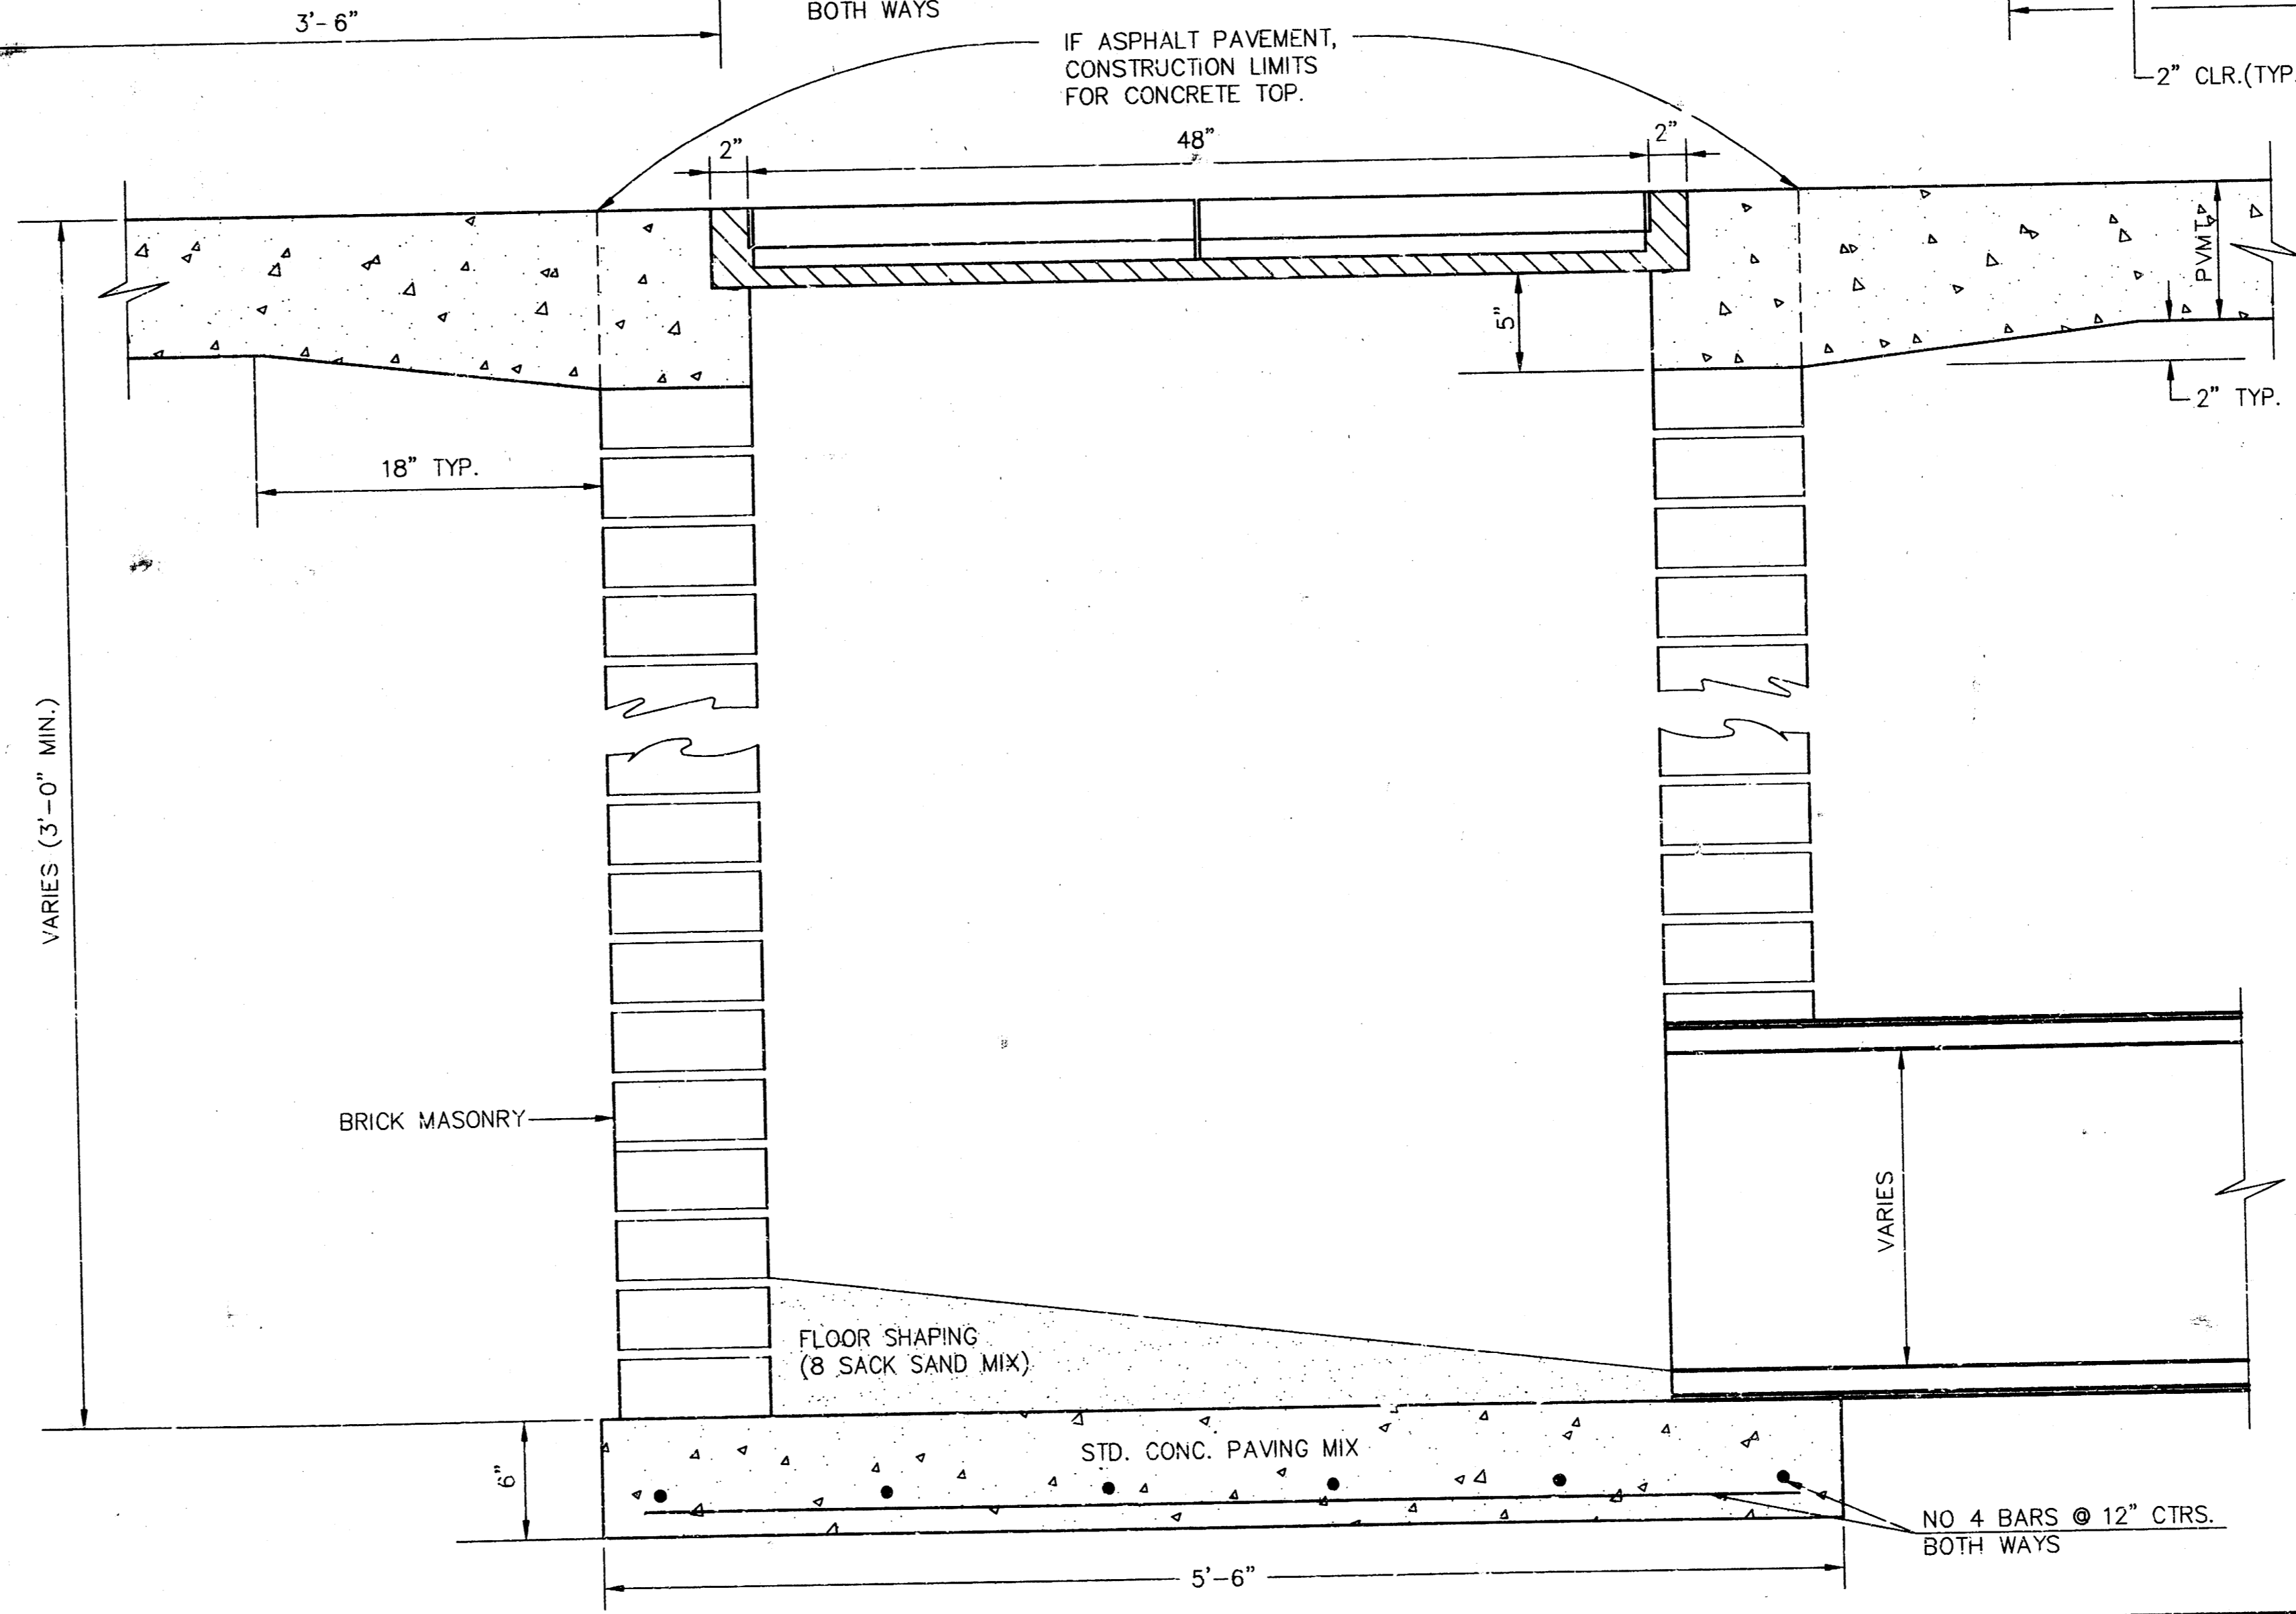 3'-6"
BOTH WAYS
IF ASPHALT PAVEMENT,
CONSTRUCTION LIMITS
FOR CONCRETE TOP.
2" CLR.(TYP.
2"
48"
2"
PVMT.
5"
2" TYP.
18" TYP.
VARIES (3'-0" MIN.)
BRICK MASONRY
VARIES
FLOOR SHAPING
(8 SACK SAND MIX)
STD. CONC. PAVING MIX
6"
NO 4 BARS @ 12" CTRS.
BOTH WAYS
5'-6"